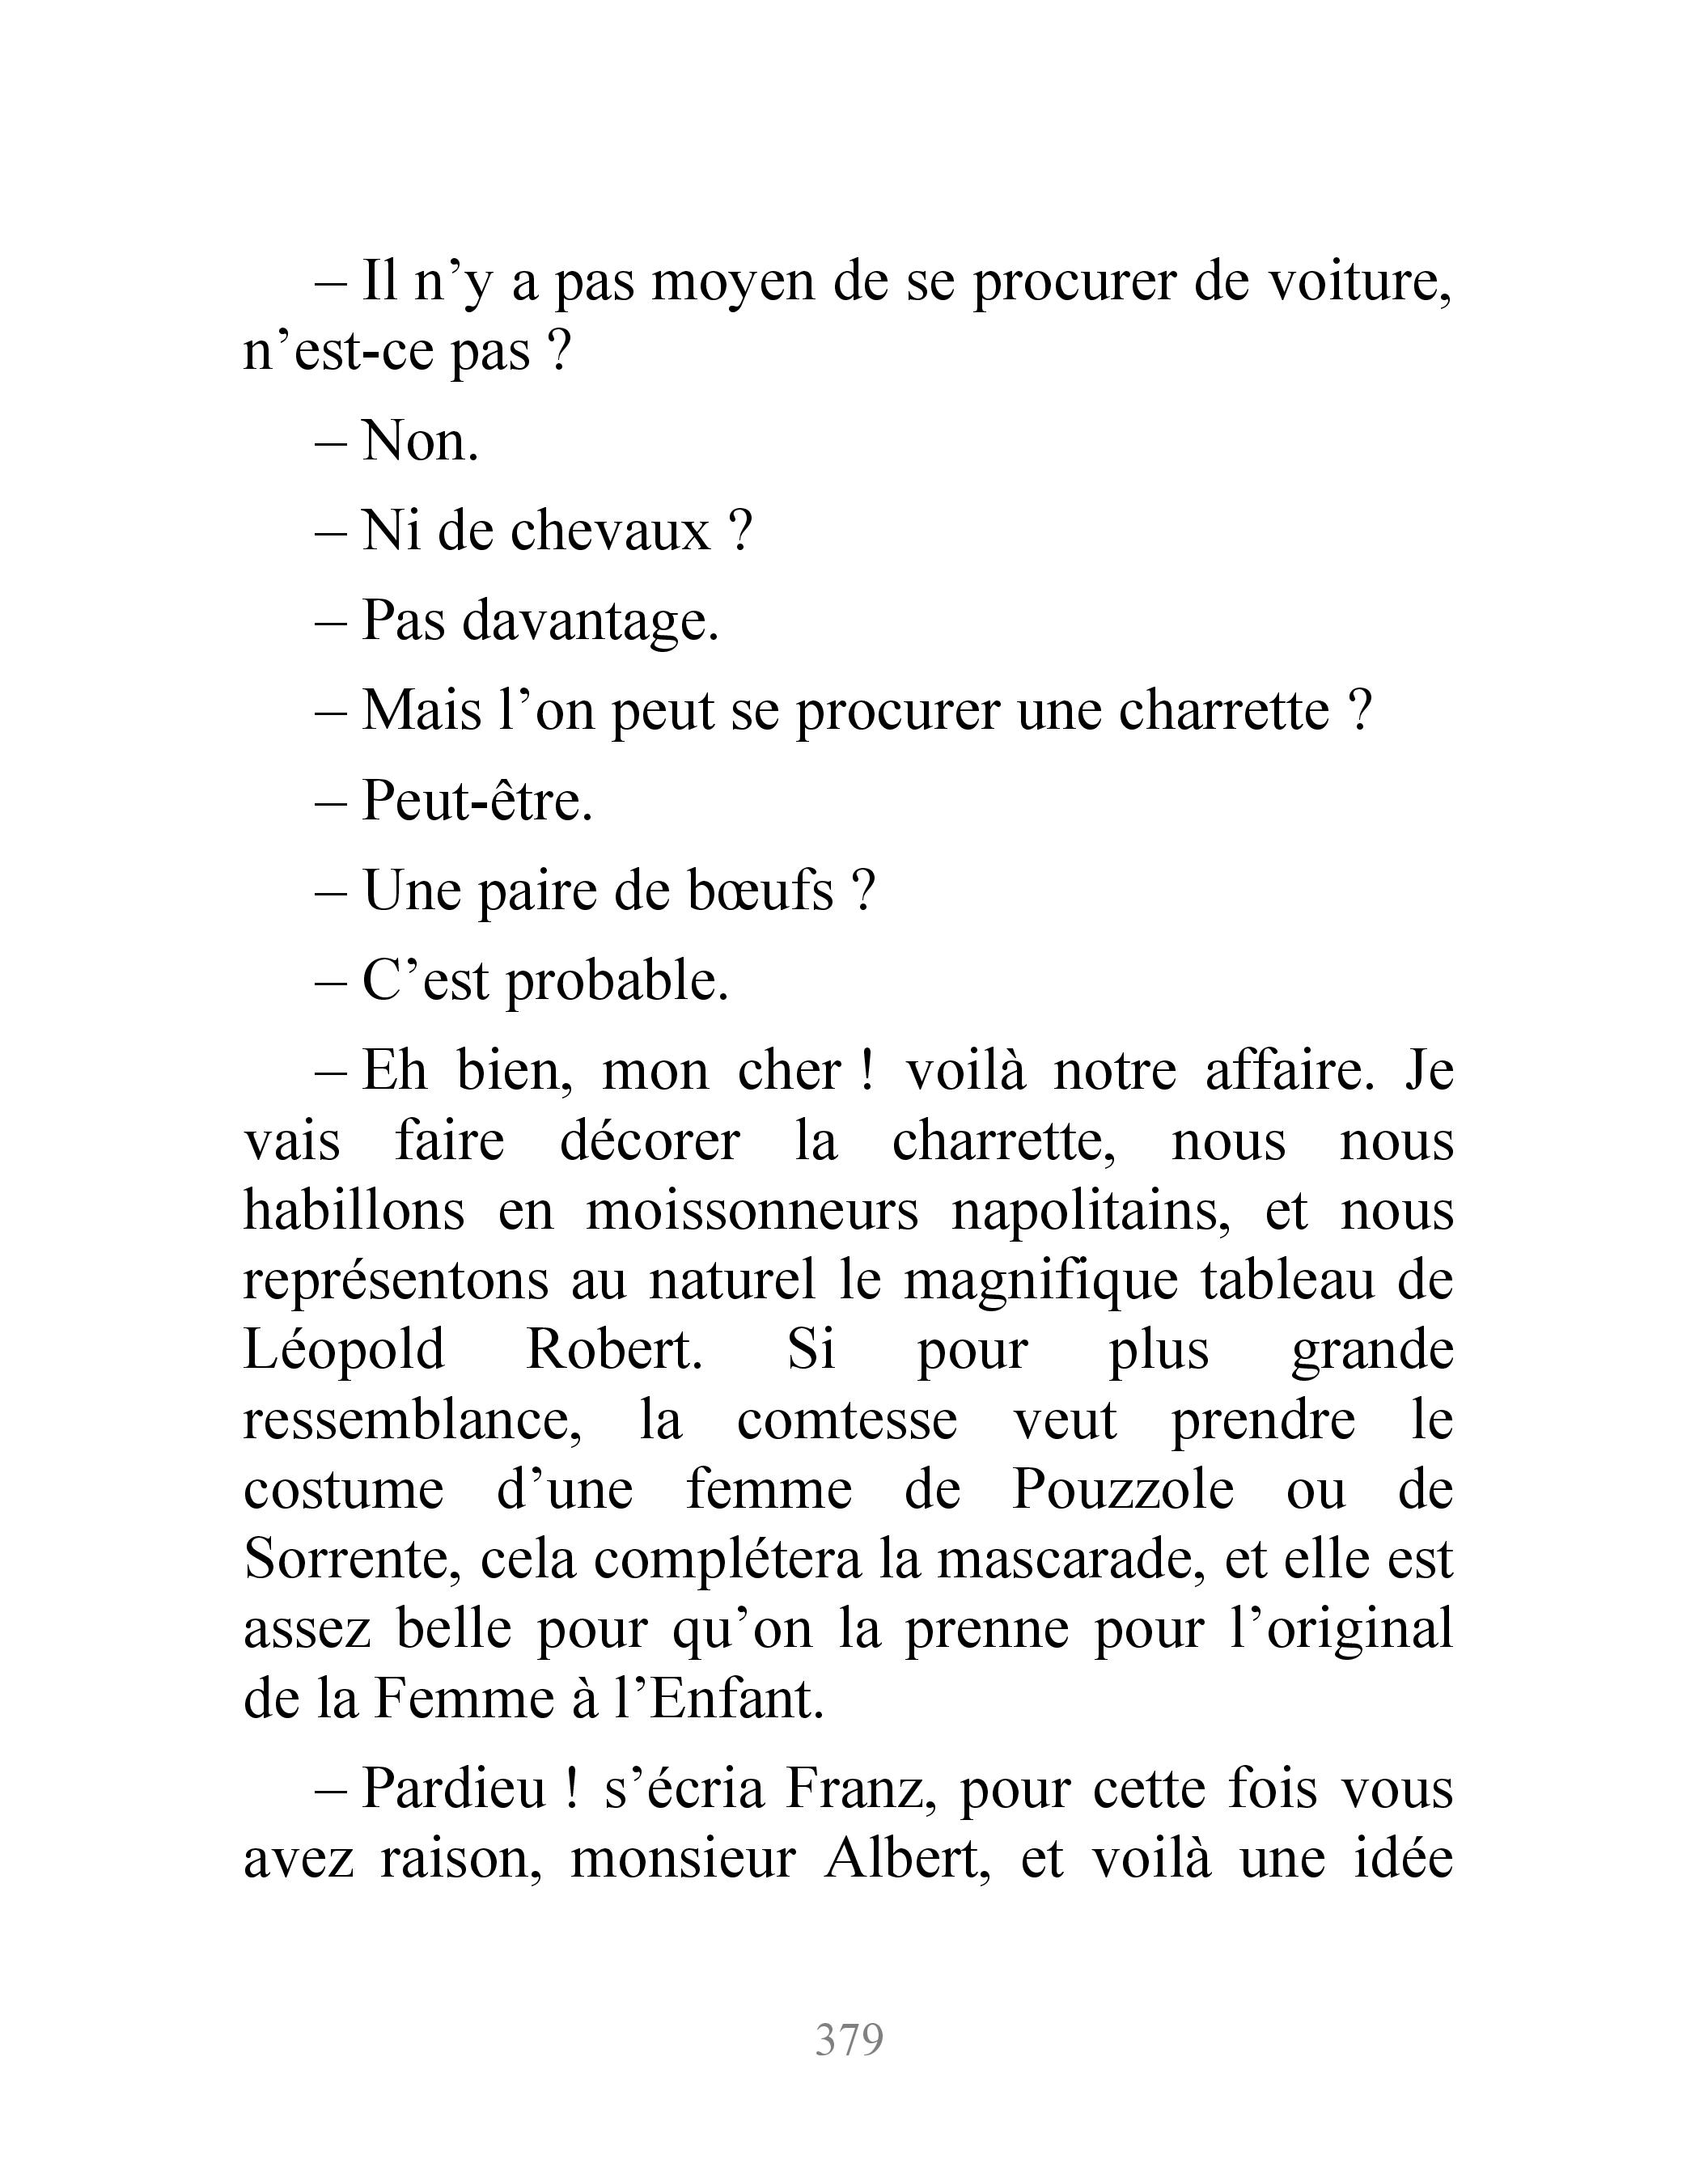 – Il n’y a pas moyen de se procurer de voiture,
n’est-ce pas ?
– Non.
– Ni de chevaux ?
– Pas davantage.
– Mais l’on peut se procurer une charrette ?
– Peut-être.
– Une paire de bœufs ?
– C’est probable.
– Eh bien, mon cher ! voilà notre affaire. Je
vais faire décorer la charrette, nous nous
habillons en moissonneurs napolitains, et nous
représentons au naturel le magnifique tableau de
Léopold Robert. Si pour plus grande
ressemblance, la comtesse veut prendre le
costume d’une femme de Pouzzole ou de
Sorrente, cela complétera la mascarade, et elle est
assez belle pour qu’on la prenne pour l’original
de la Femme à l’Enfant.
– Pardieu ! s’écria Franz, pour cette fois vous
avez raison, monsieur Albert, et voilà une idée
379